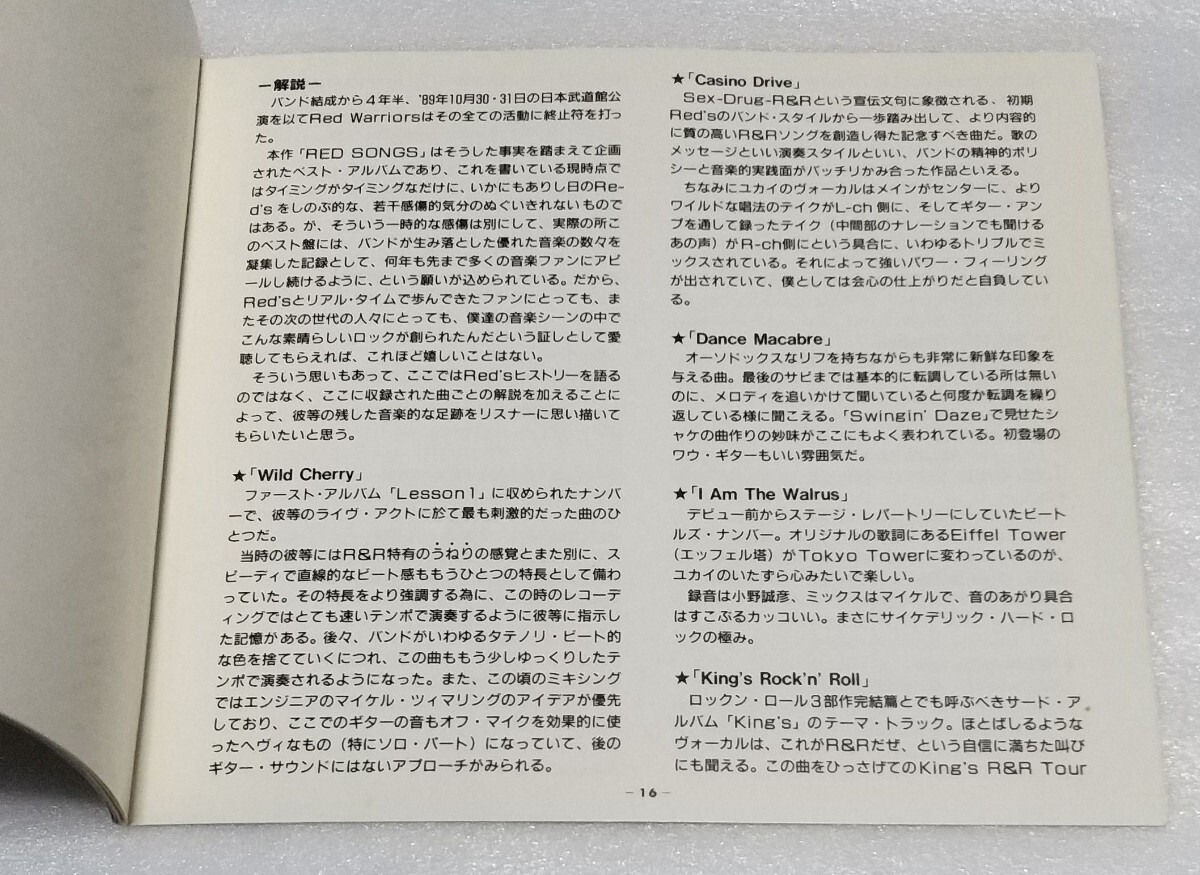 ー解説ー
バンド結成から4年半、'89年10月30・31日の日本武道館公
演を以てRed Warriorsはその全ての活動に終止符を打っ
た。
本作「RED SONGS」はそうした事実を踏まえて企画
されたベスト・アルバムであり、これを書いている現時点で
はタイミングがタイミングなだけに、いかにもありし日のRe-
d'sをしのぶ的な、若干感傷的気分のぬぐいきれないもので
はある。が、そういう一時的な感傷は別にして、実際の所こ
のベスト盤には、バンドが生み落とした優れた音楽の数々を
凝集した記録として、何年も先まで多くの音楽ファンにアピ
ールし続けるように、という願いが込められている。だから、
Red'sとリアル・タイムで歩んできたファンにとっても、ま
たその次の世代の人々にとっても、僕達の音楽シーンの中で
こんな素晴らしいロックが創られたんだという証しとして愛
聴してもらえれば、これほど嬉しいことはない。
そういう思いもあって、ここではRed'sヒストリーを語る
のではなく、ここに収録された曲ごとの解説を加えることに
よって、彼等の残した音楽的な足跡をリスナーに思い描いて
もらいたいと思う。
★「Wild Cherry」
ファースト・アルバム「Lesson1」に収められたナンバ
ーで、彼等のライヴ・アクトに於て最も刺激的だった曲のひ
とつだ。
当時の彼等にはR&R特有のうねりの感覚とまた別に、ス
ピーディで直線的なビート感ももうひとつの特長として備わ
っていた。その特長をより強調する為に、この時のレコーデ
ィングではとても速いテンポで演奏するように彼等に指示し
た記憶がある。後々、バンドがいわゆるタテノリ・ビート的
な色を捨てていくにつれ、この曲ももう少しゆっくりしたテ
ンポで演奏されるようになった。また、この頃のミキシング
ではエンジニアのマイケル・ツィマリングのアイデアが優先
しており、ここでのギターの音もオフ・マイクを効果的に使
ったヘヴィなもの（特にソロ・パート）になっていて、後の
ギター・サウンドにはないアプローチがみられる。
★「Casino Drive」
Sex-Drug-R&Rという宣伝文句に象徴される、初期
Red'sのバンド・スタイルから一歩踏み出して、より内容的
に質の高いR&Rソングを創造し得た記念すべき曲だ。歌の
メッセージといい演奏スタイルといい、バンドの精神的ポリ
シーと音楽的実践面がバッチリかみ合った作品といえる。
ちなみにユカイのヴォーカルはメインがセンターに、より
ワイルドな唱法のテイクがL-ch側に、そしてギター・アン
プを通して録ったテイク（中間部のナレーションでも聞ける
あの声）がR-ch側にという具合に、いわゆるトリプルでミ
ックスされている。それによって強いパワー・フィーリング
が出されていて、僕としては会心の仕上がりだと自負してい
る。
★「Dance Macabre」
オーソドックスなリフを持ちながらも非常に新鮮な印象を
与える曲。最後のサビまでは基本的に転調している所は無い
のに、メロディを追いかけて聞いていると何度か転調を繰り
返している様に聞こえる。「Swingin' Daze」で見せたシ
ャケの曲作りの妙味がここにもよく表われている。初登場の
ワウ・ギターもいい雰囲気だ。
★「I Am The Walrus」
デビュー前からステージ・レパートリーにしていたビート
ルズ・ナンバー。オリジナルの歌詞にあるEiffel Tower
（エッフェル塔）がTokyo Towerに変わっているのが、
ユカイのいたずら心みたいで楽しい。
録音は小野誠彦、ミックスはマイケルで、音のあがり具合
はすこぶるカッコいい。まさにサイケデリック・ハード・ロ
ックの極み。
★「King's Rock'n' Roll」
ロックン・ロール3部作完結篇とでも呼ぶべきサード・ア
ルバム「King's」のテーマ・トラック。ほとばしるような
ヴォーカルは、これがR&Rだぜ、という自信に満ちた叫び
にも聞える。この曲をひっさげてのKing's R&R Tour
－16－